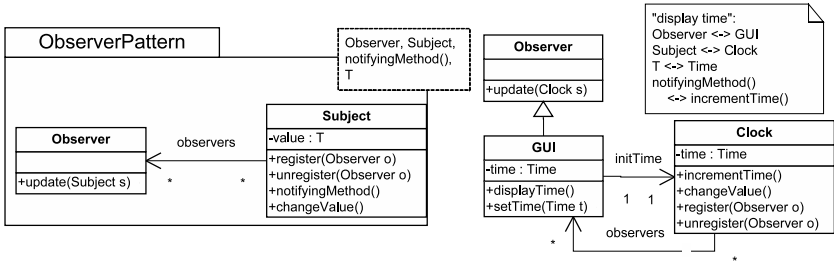 ObserverPattern
Observer, Subject,
notifyingMethod(),
T
Observer
+update(Subject s)
observers
*
*
Subject
-value : T
+register(Observer o)
+unregister(Observer o)
+notifyingMethod()
+changeValue()
Observer
+update(Clock s)
GUI
-time : Time
+displayTime()
+setTime(Time t)
initTime
1
1
"display time":
Observer <-> GUI
Subject <-> Clock
T <-> Time
notifyingMethod()
<-> incrementTime()
Clock
-time : Time
+incrementTime()
+changeValue()
+register(Observer o)
+unregister(Observer o)
observers
*
*